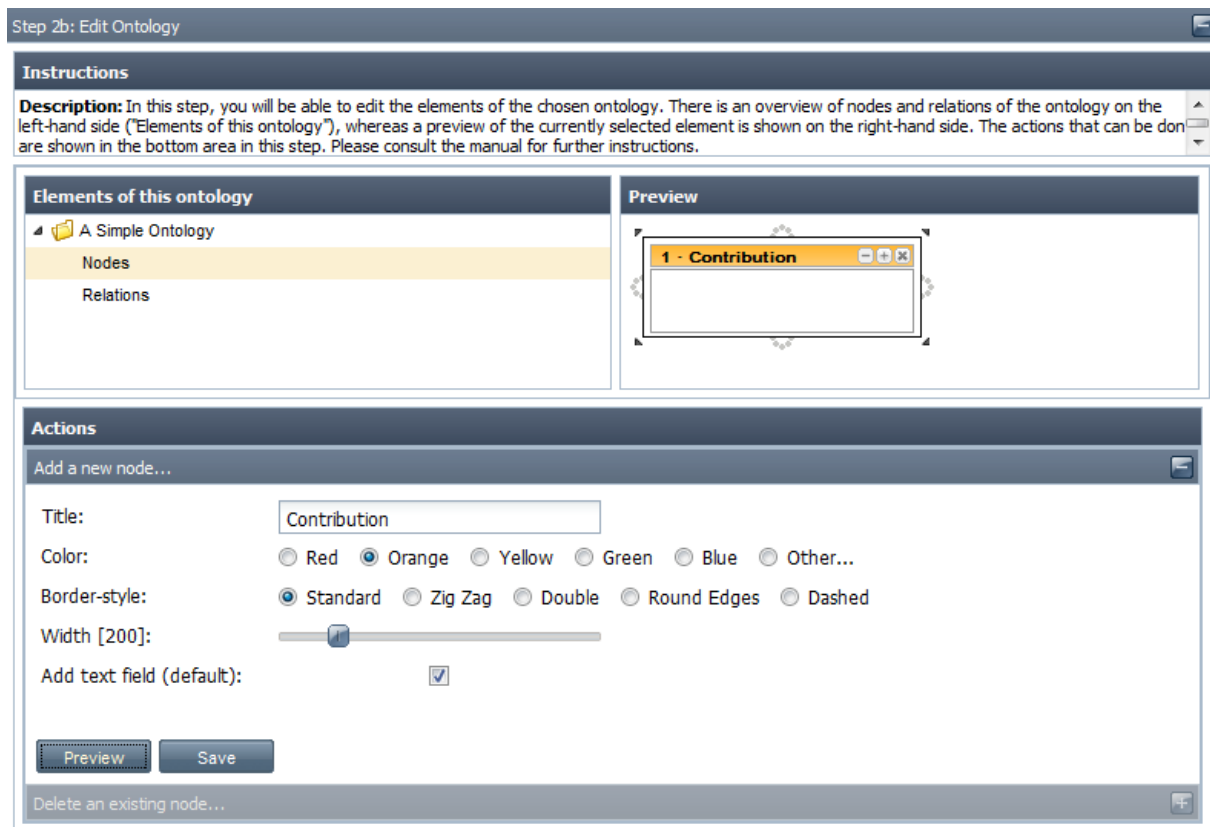 Step 2b: Edit Ontology
Instructions
Description: In this step, you will be able to edit the elements of the chosen ontology. There is an overview of nodes and relations of the ontology on the
left-hand side ("Elements of this ontology"), whereas a preview of the currently selected element is shown on the right-hand side. The actions that can be don
are shown in the bottom area in this step. Please consult the manual for further instructions.
Elements of this ontology
Preview
A Simple Ontology
Nodes
Relations
1 - Contribution
Actions
Add a new node...
Title: Contribution
Color: Red Orange Yellow Green Blue Other...
Border-style: Standard Zig Zag Double Round Edges Dashed
Width [200]:
Add text field (default):
Preview Save
Delete an existing node...